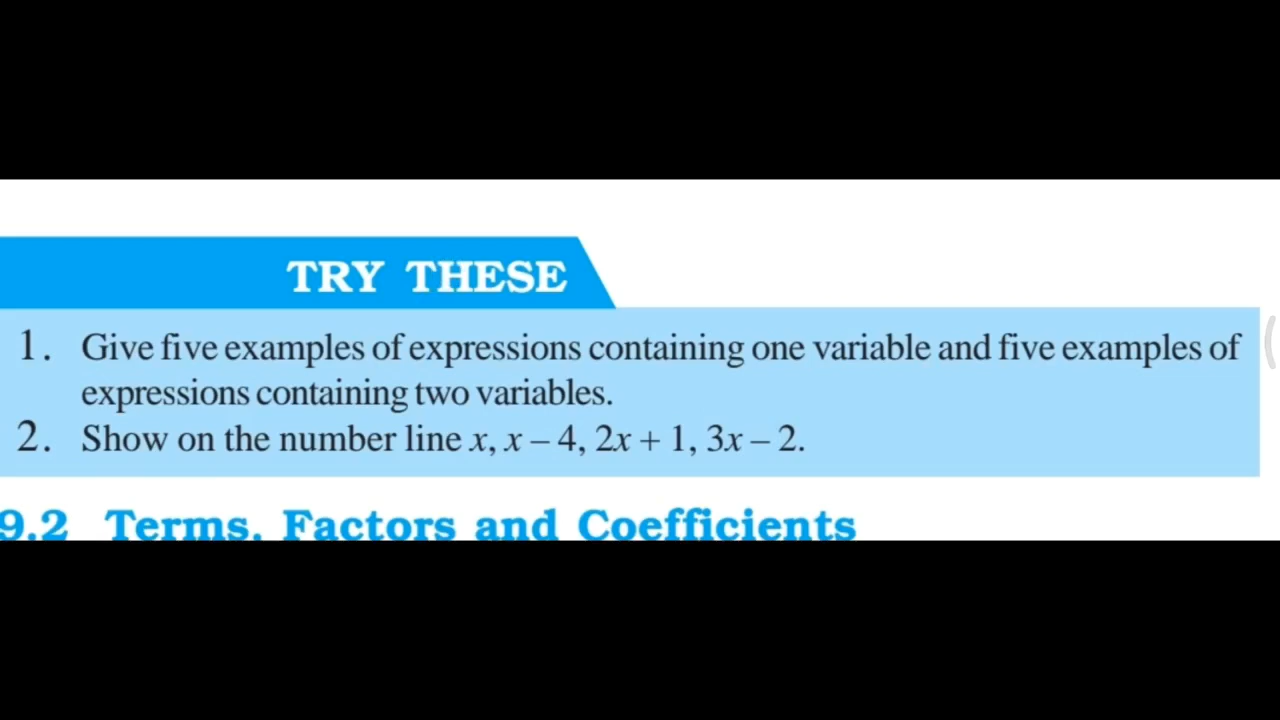 TRY THESE
1. Give five examples of expressions containing one variable and five examples of
expressions containing two variables.
2. Show on the number line x, x – 4, 2x + 1, 3x – 2.
9.2 Terms, Factors and Coefficients